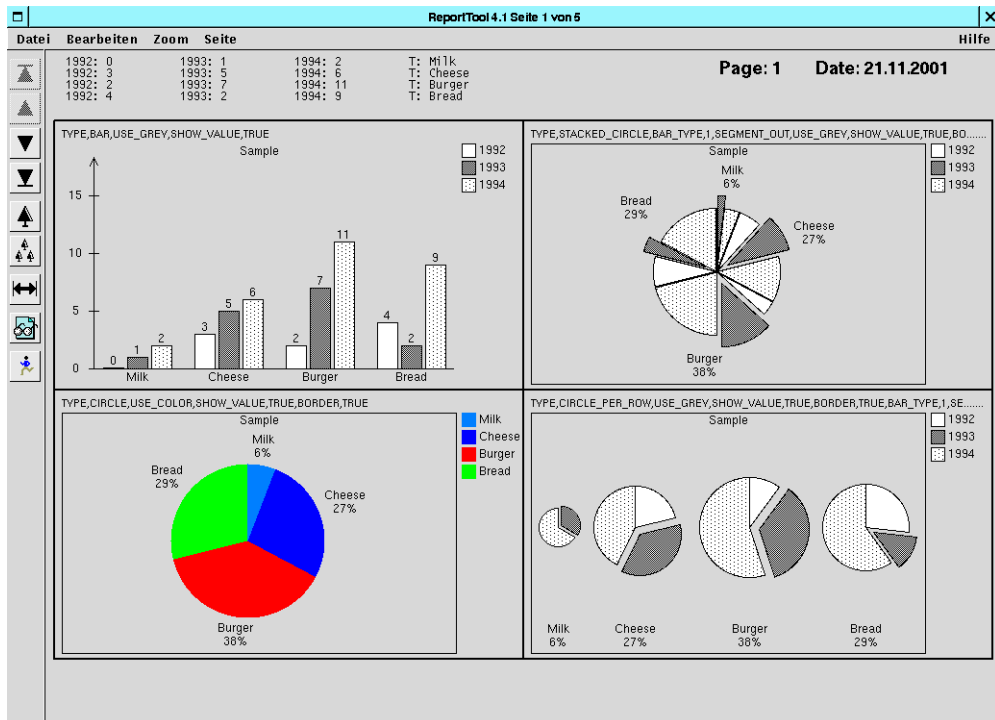 ReportTool 4.1 Seite 1 von 5
Datei Bearbeiten Zoom Seite Hilfe
1992: 0 1993: 1 1994: 2 T: Milk
1992: 3 1993: 5 1994: 6 T: Cheese
1992: 2 1993: 7 1994: 11 T: Burger
1992: 4 1993: 2 1994: 9 T: Bread
Page: 1 Date: 21.11.2001
TYPE,BAR,USE_GREY,SHOW_VALUE,TRUE
Sample
1992
1993
1994
15
10
5
0
0 1 2
3 5 6
2 7 11
4 2 9
Milk Cheese Burger Bread
TYPE,STACKED_CIRCLE,BAR_TYPE,1,SEGMENT_OUT,USE_GREY,SHOW_VALUE,TRUE,BO.......
Sample
1992
1993
1994
Milk
6%
Bread
29%
Cheese
27%
Burger
38%
TYPE,CIRCLE,USE_COLOR,SHOW_VALUE,TRUE,BORDER,TRUE
Sample
Milk
Cheese
Burger
Bread
Milk
6%
Bread
29%
Cheese
27%
Burger
38%
TYPE,CIRCLE_PER_ROW,USE_GREY,SHOW_VALUE,TRUE,BORDER,TRUE,BAR_TYPE,1,SE.......
Sample
1992
1993
1994
Milk Cheese Burger Bread
6% 27% 38% 29%